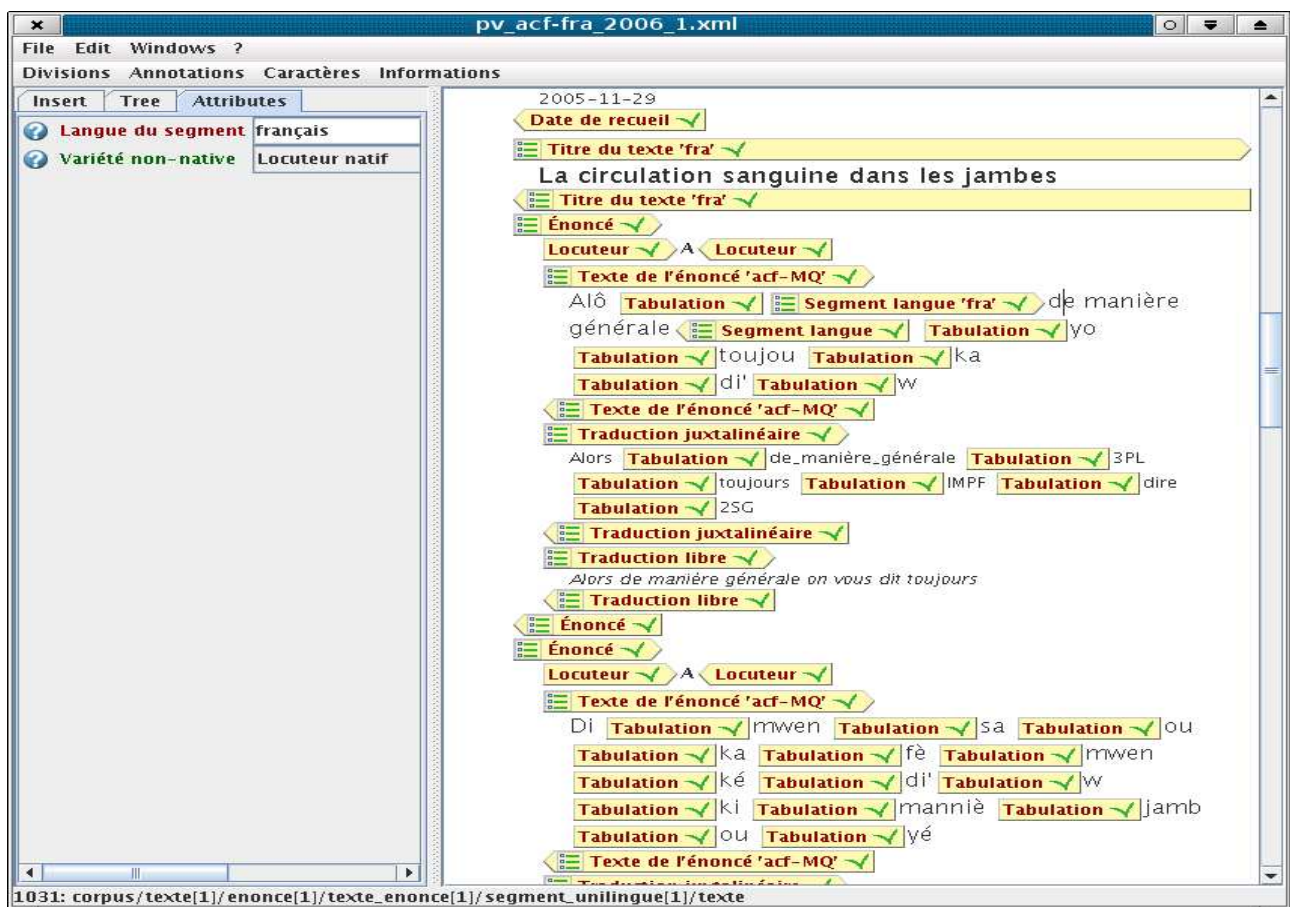 pv_acf-fra_2006_1.xml
File Edit Windows ?
Divisions Annotations Caractères Informations
Insert Tree Attributes
Langue du segment français
Variété non-native Locuteur natif
2005-11-29
Date de recueil
Titre du texte 'fra'
La circulation sanguine dans les jambes
Titre du texte 'fra'
Énoncé
Locuteur A Locuteur
Texte de l'énoncé 'acf-MQ'
Alô Tabulation Segment langue 'fra' de manière
générale Segment langue Tabulation yo
Tabulation toujou Tabulation ka
Tabulation di' Tabulation w
Texte de l'énoncé 'acf-MQ'
Traduction juxtalinéaire
Alors Tabulation de_manière_générale Tabulation 3PL
Tabulation toujours Tabulation IMPF Tabulation dire
Tabulation 2SG
Traduction juxtalinéaire
Traduction libre
Alors de manière générale on vous dit toujours
Traduction libre
Énoncé
Énoncé
Locuteur A Locuteur
Texte de l'énoncé 'acf-MQ'
Di Tabulation mwen Tabulation sa Tabulation ou
Tabulation ka Tabulation fè Tabulation mwen
Tabulation ké Tabulation di' Tabulation w
Tabulation ki Tabulation manniè Tabulation jamb
Tabulation ou Tabulation yé
Texte de l'énoncé 'acf-MQ'
1031: corpus/texte[1]/enonce[1]/texte_enonce[1]/segment_unilingue[1]/texte